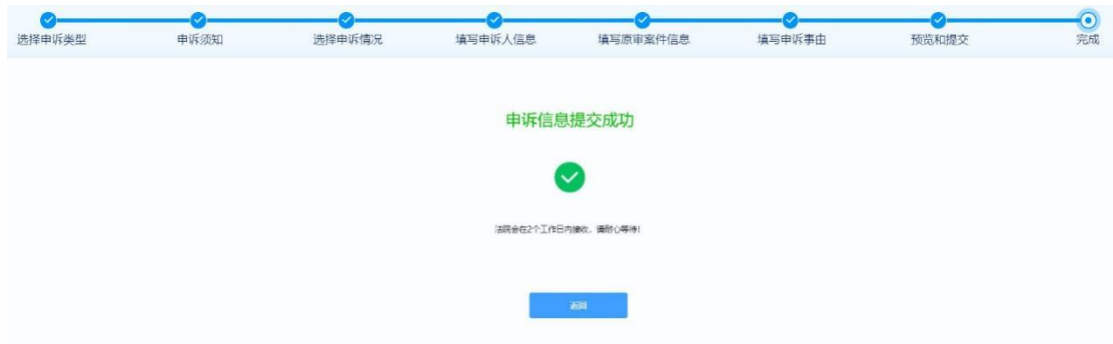 选择申诉类型 申诉须知 选择申诉情况 填写申诉人信息 填写原审案件信息 填写申诉事由 预览和提交 完成
申诉信息提交成功
法院会在2个工作日内接收，请耐心等待!
返回